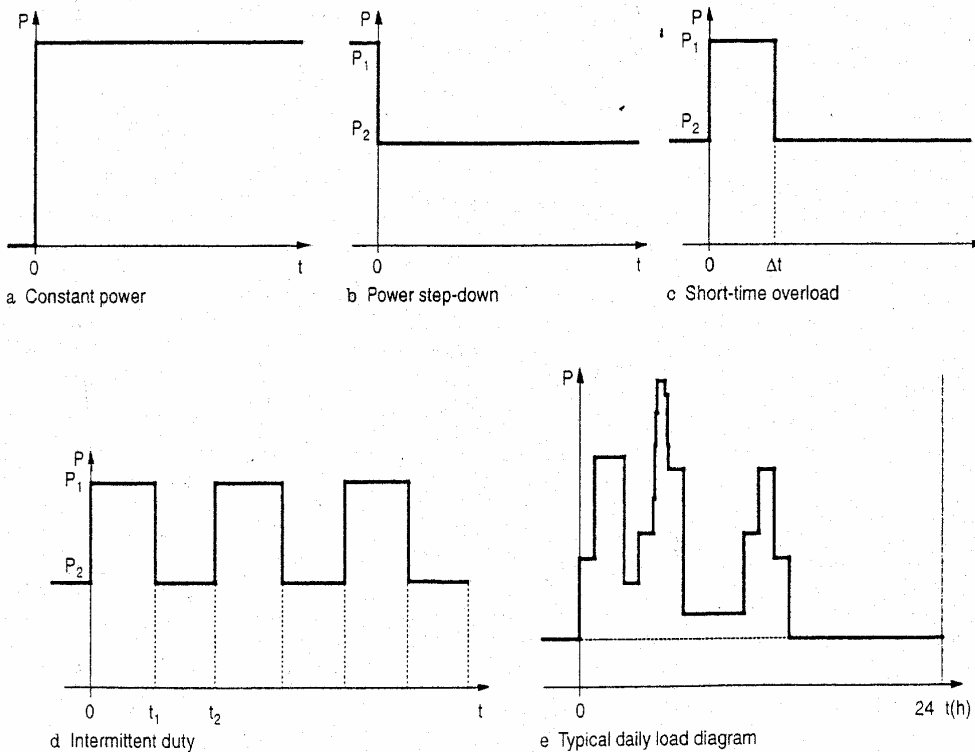 P
0
t
a Constant power
P
P₁
P₂
0
t
b Power step-down
P
P₁
P₂
0 Δt
c Short-time overload
P
P₁
P₂
0 t₁ t₂ t
d Intermittent duty
P
0 24 t(h)
e Typical daily load diagram